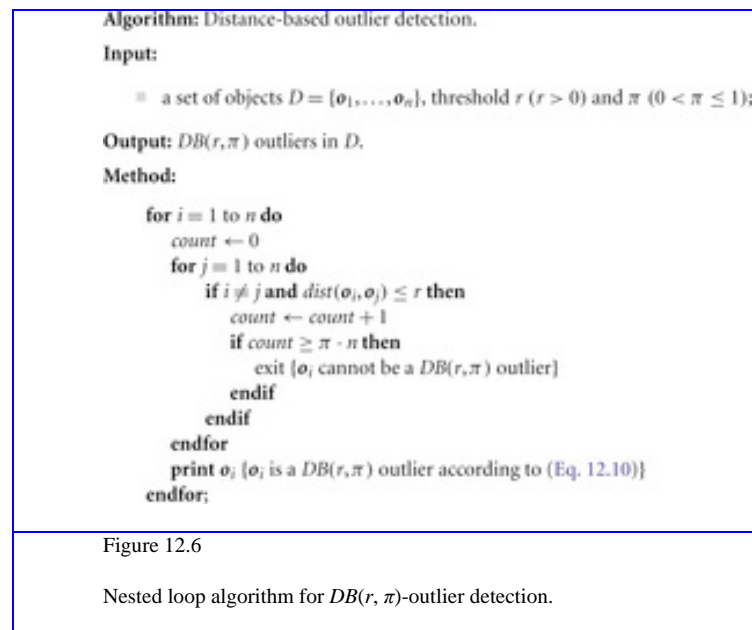 Algorithm: Distance-based outlier detection.
Input:
■ a set of objects D = {o₁,...,oₙ}, threshold r (r > 0) and π (0 < π ≤ 1);
Output: DB(r,π) outliers in D.
Method:
for i = 1 to n do
count ← 0
for j = 1 to n do
if i ≠ j and dist(oᵢ,oⱼ) ≤ r then
count ← count + 1
if count ≥ π · n then
exit {oᵢ cannot be a DB(r,π) outlier}
endif
endif
endfor
print oᵢ {oᵢ is a DB(r,π) outlier according to (Eq. 12.10)}
endfor;
Figure 12.6
Nested loop algorithm for DB(r, π)-outlier detection.